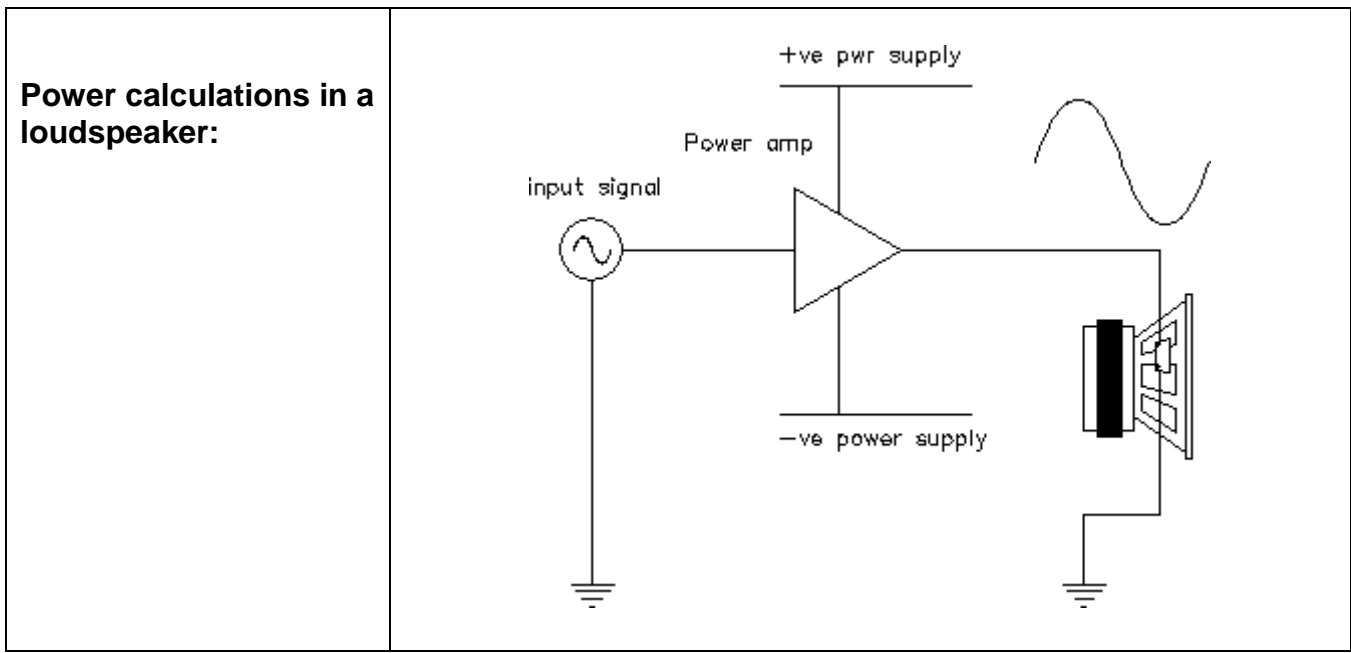 Power calculations in a
loudspeaker:
+ve pwr supply
Power amp
input signal
-ve power supply